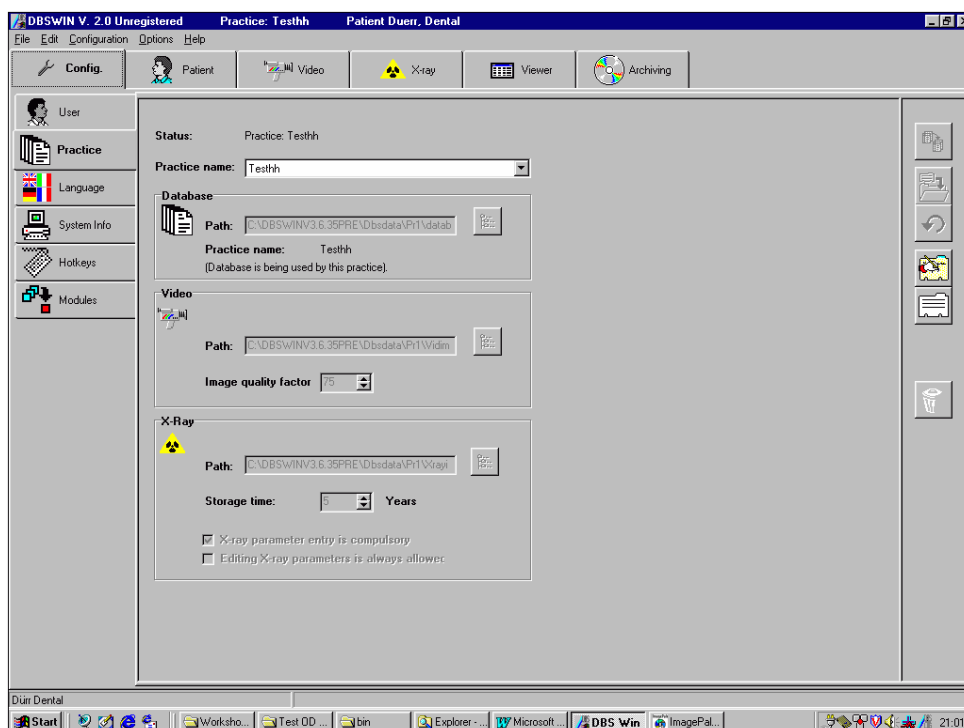 DBSWIN V. 2.0 Unregistered Practice: Testhh Patient Duerr, Dental
File Edit Configuration Options Help
Config. Patient Video X-ray Viewer Archiving
User
Practice
Language
System Info
Hotkeys
Modules
Status: Practice: Testhh
Practice name: Testhh
Database
Path: C:\DBSWINV3.6.35PRE\Dbsdata\Pr1\datab
Practice name: Testhh
(Database is being used by this practice).
Video
Path: C:\DBSWINV3.6.35PRE\Dbsdata\Pr1\Vidim
Image quality factor 75
X-Ray
Path: C:\DBSWINV3.6.35PRE\Dbsdata\Pr1\Xrayi
Storage time: 5 Years
X-ray parameter entry is compulsory
Editing X-ray parameters is always allowec
Dürr Dental
Start Worksho... Test OD ... bin Explorer - ... Microsoft ... DBS Win ImagePal... 21:01